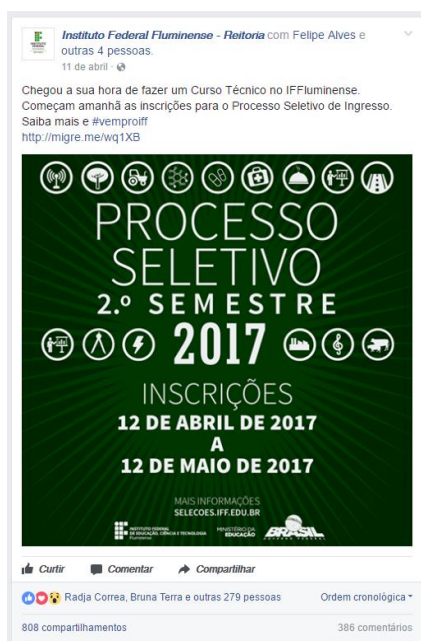 Instituto Federal Fluminense - Reitoria com Felipe Alves e
outras 4 pessoas.
11 de abril ·
Chegou a sua hora de fazer um Curso Técnico no IFFluminense.
Começam amanhã as inscrições para o Processo Seletivo de Ingresso.
Saiba mais e #vemproiff
http://migre.me/wq1XB
PROCESSO
SELETIVO
2.º SEMESTRE
2017
INSCRIÇÕES
12 DE ABRIL DE 2017
A
12 DE MAIO DE 2017
MAIS INFORMAÇÕES
SELECOES.IFF.EDU.BR
INSTITUTO FEDERAL
DE EDUCAÇÃO, CIÊNCIA E TECNOLOGIA
Fluminense
MINISTÉRIO DA
EDUCAÇÃO
BRASIL
Curtir Comentar Compartilhar
Radja Correa, Bruna Terra e outras 279 pessoas Ordem cronológica
808 compartilhamentos 386 comentários